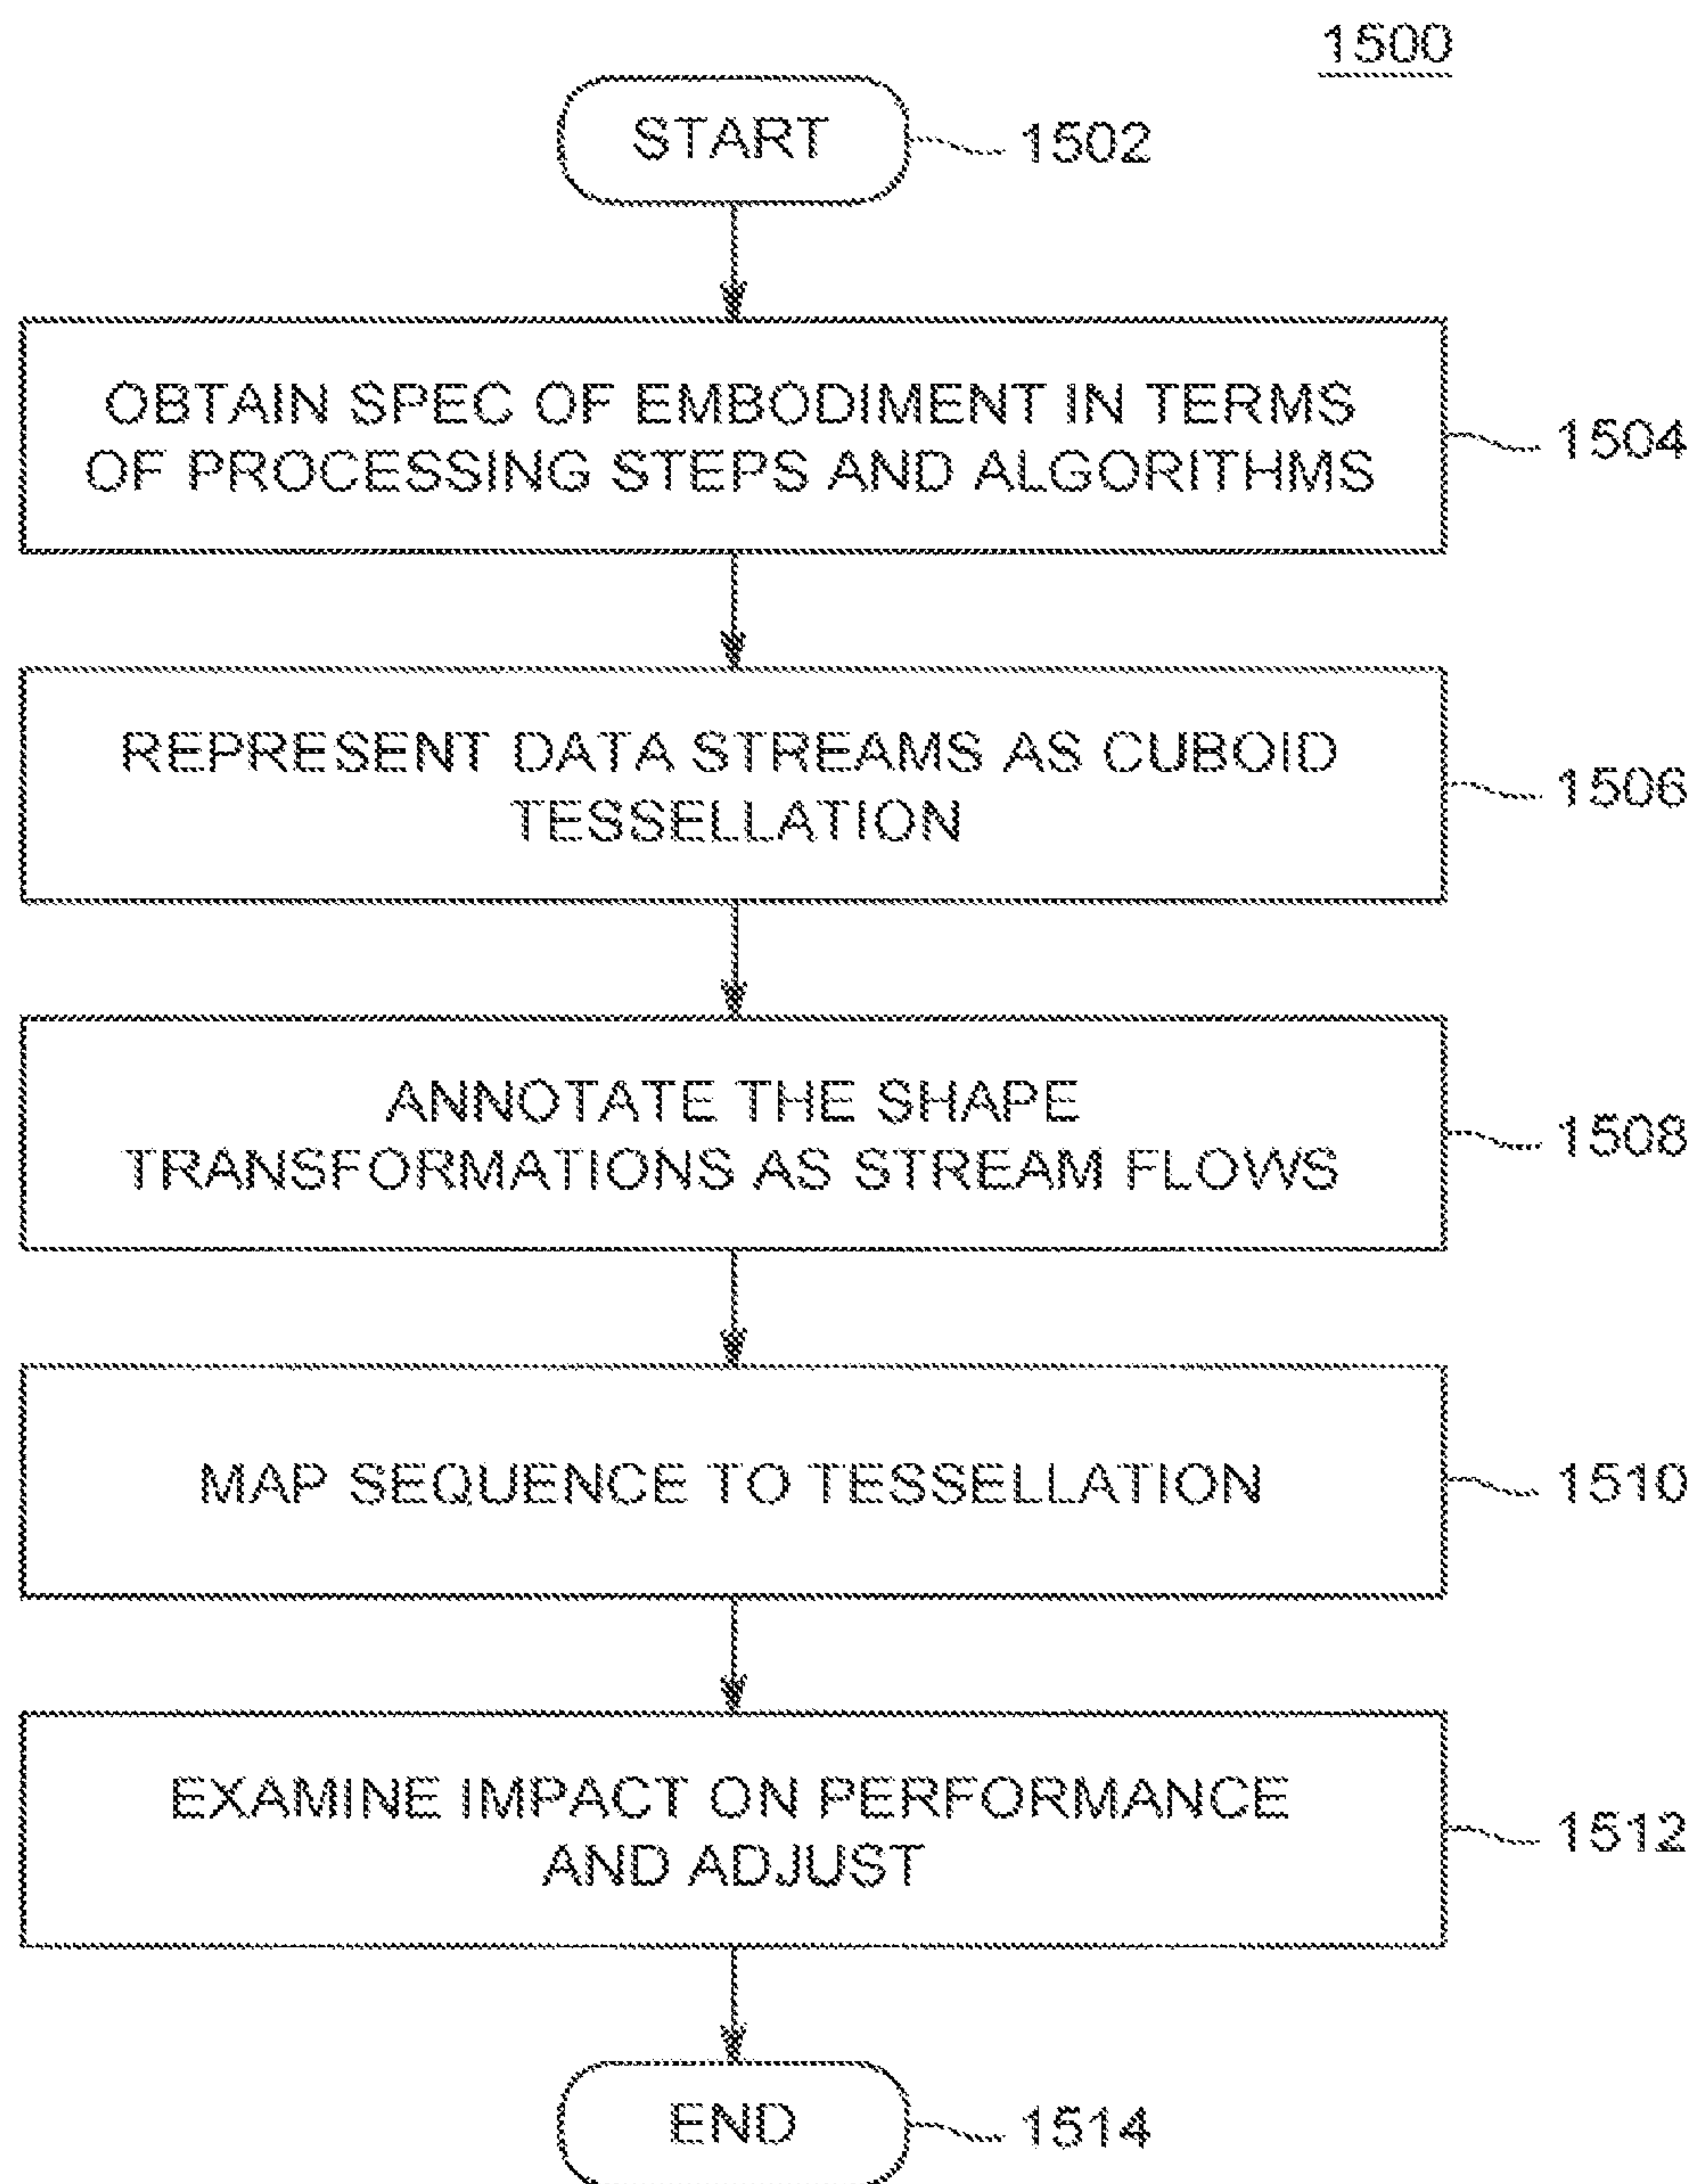 1500
START
1502
OBTAIN SPEC OF EMBODIMENT IN TERMS
OF PROCESSING STEPS AND ALGORITHMS
1504
REPRESENT DATA STREAMS AS CUBOID
TESSELLATION
1506
ANNOTATE THE SHAPE
TRANSFORMATIONS AS STREAM FLOWS
1508
MAP SEQUENCE TO TESSELLATION
1510
EXAMINE IMPACT ON PERFORMANCE
AND ADJUST
1512
END
1514